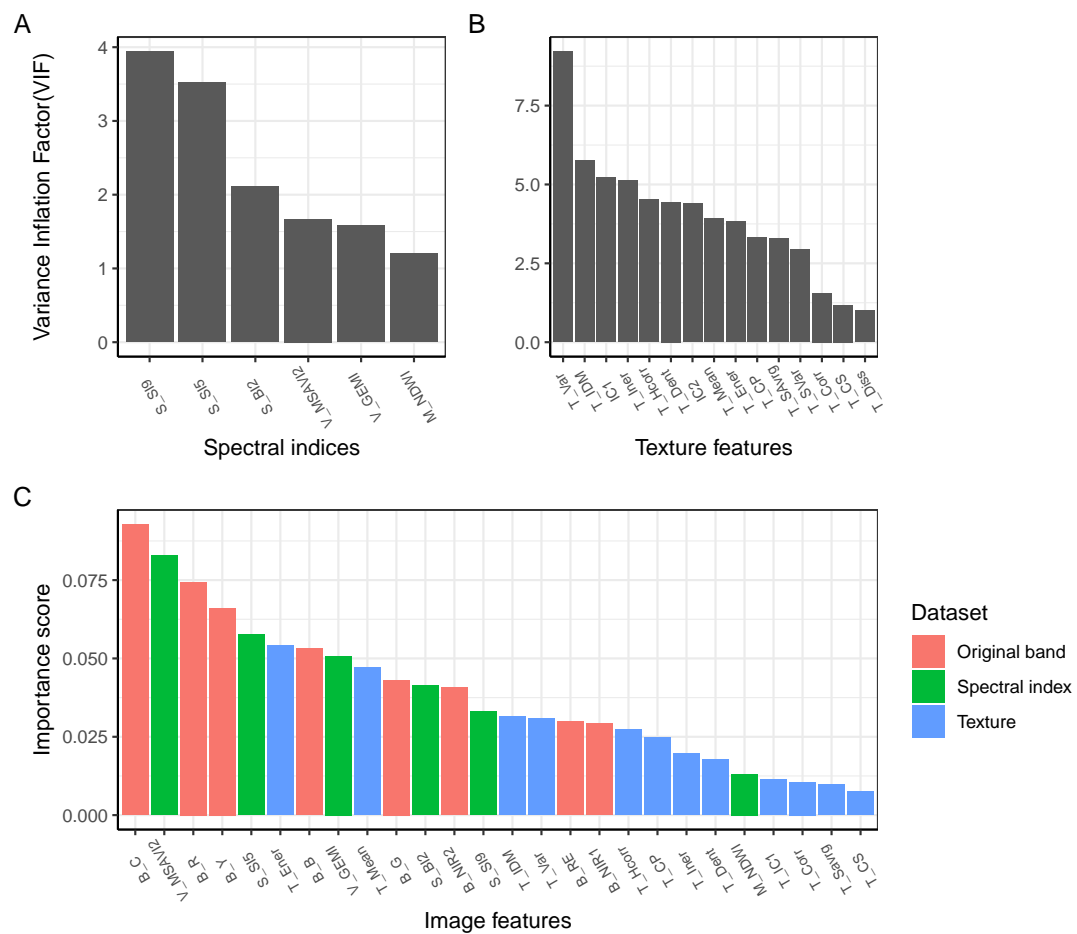 A
Variance Inflation Factor(VIF)
4
3
2
1
0
S_SI9
S_SI5
S_BI2
V_MSAVI2
V_GEMI
M_NDWI
Spectral indices
B
7.5
5.0
2.5
0.0
T_Var
T_IDM
IC1
T_Iner
T_Hcorr
T_Dent
IC2
T_Mean
T_Ener
T_CP
T_SAvrg
T_SVar
T_Corr
T_CS
T_Diss
Texture features
C
Importance score
0.075
0.050
0.025
0.000
B_C
V_MSAVI2
B_R
B_Y
S_SI5
T_Ener
B_B
V_GEMI
T_Mean
B_G
S_BI2
B_NIR2
S_SI9
T_IDM
T_Var
B_RE
B_NIR1
T_Hcorr
T_CP
T_Iner
T_Dent
M_NDWI
T_IC1
T_Corr
T_Savrg
T_CS
Image features
Dataset
Original band
Spectral index
Texture